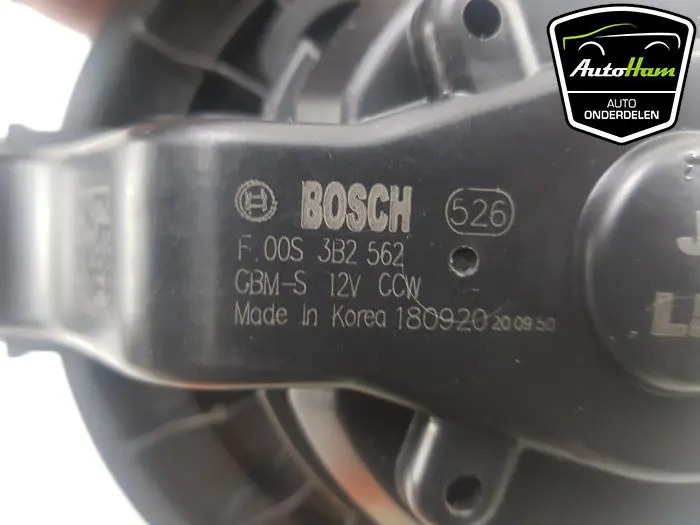 AutoHam
AUTO
ONDERDELEN
BOSCH 526
F.00S 3B2 562
GBM-S 12V CCW
Made in Korea 180920 20 09 50